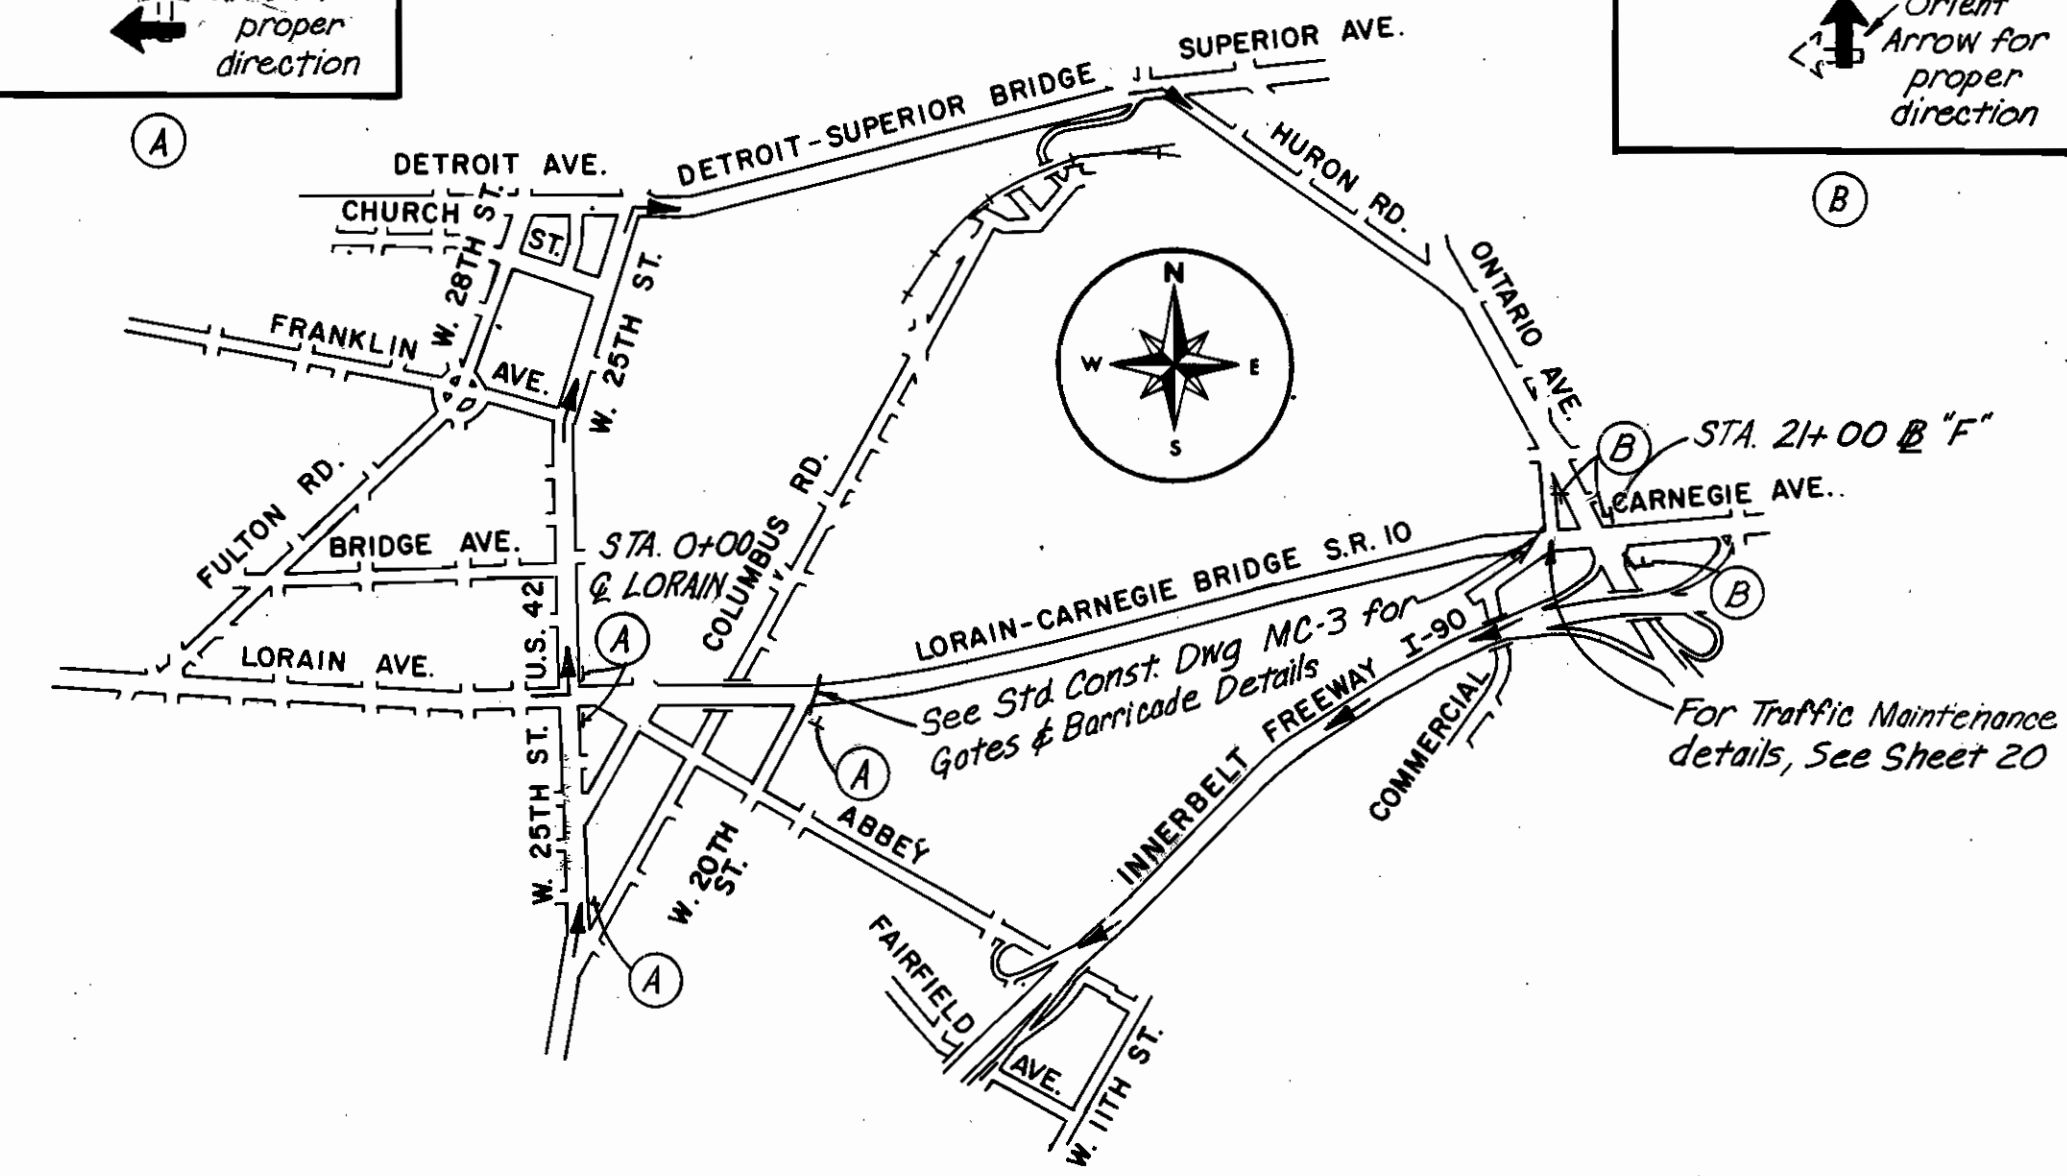 proper
direction
A
Orient
Arrow for
proper
direction
B
SUPERIOR AVE.
DETROIT-SUPERIOR BRIDGE
DETROIT AVE.
CHURCH
ST.
W. 28TH ST.
HURON RD.
ONTARIO AVE.
W. 25TH ST.
FRANKLIN
AVE.
N
W
E
S
B
STA. 21+00 ⅊ "F"
CARNEGIE AVE.
FULTON RD.
BRIDGE AVE.
STA. 0+00
℄ LORAIN
COLUMBUS RD.
LORAIN-CARNEGIE BRIDGE S.R. 10
B
U.S. 42
A
LORAIN AVE.
See Std. Const. Dwg MC-3 for
Gates & Barricade Details
INNERBELT FREEWAY I-90
COMMERCIAL
For Traffic Maintenance
details, See Sheet 20
W. 25TH ST.
A
ABBEY
W. 20TH
ST.
A
FAIRFIELD
AVE.
W. 11TH ST.